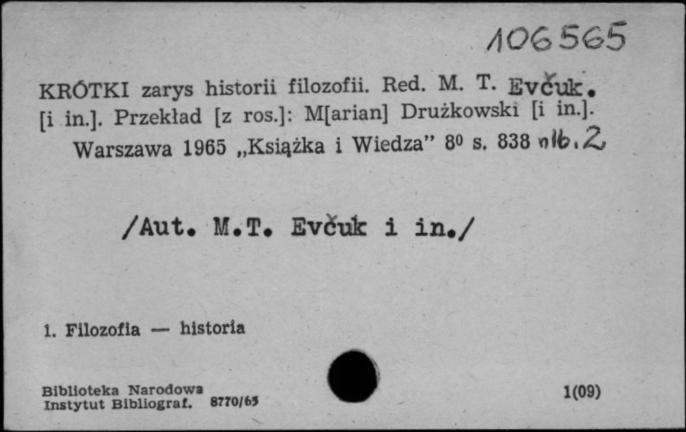 106565
KRÓTKI zarys historii filozofii. Red. M. T. Evčuk.
[i in.]. Przekład [z ros.]: M[arian] Drużkowski [i in.].
Warszawa 1965 „Książka i Wiedza” 8⁰ s. 838 nlb. 2
/Aut. M.T. Evčuk i in./
1. Filozofia — historia
Biblioteka Narodowa
Instytut Bibliograf. 8770/65
1(09)